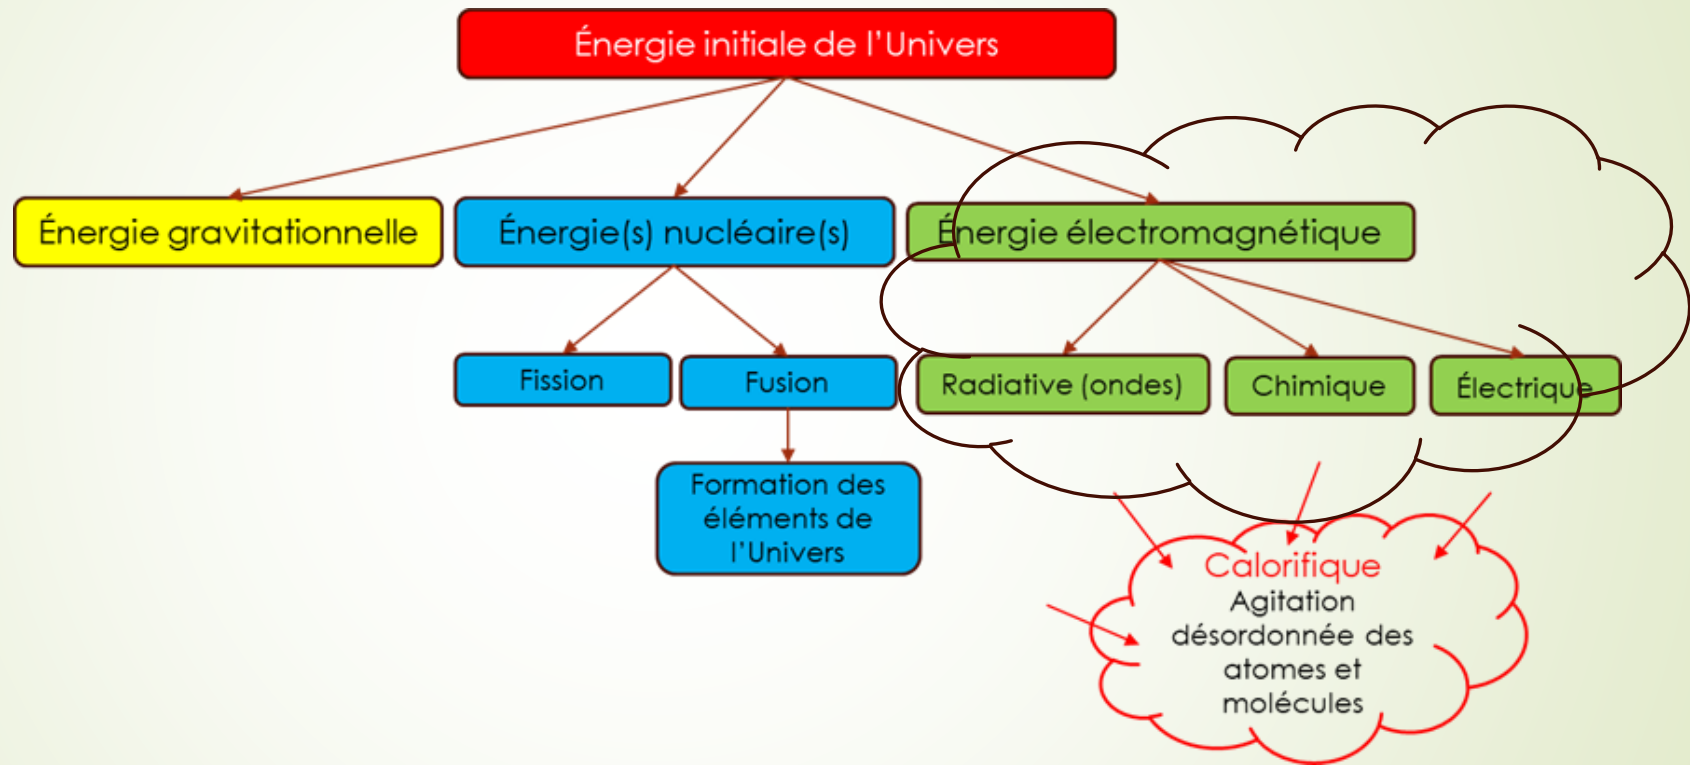 Énergie initiale de l’Univers
Énergie gravitationnelle
Énergie(s) nucléaire(s)
Énergie électromagnétique
Fission
Fusion
Radiative (ondes)
Chimique
Électrique
Formation des
éléments de
l’Univers
Calorifique
Agitation
désordonnée des
atomes et
molécules